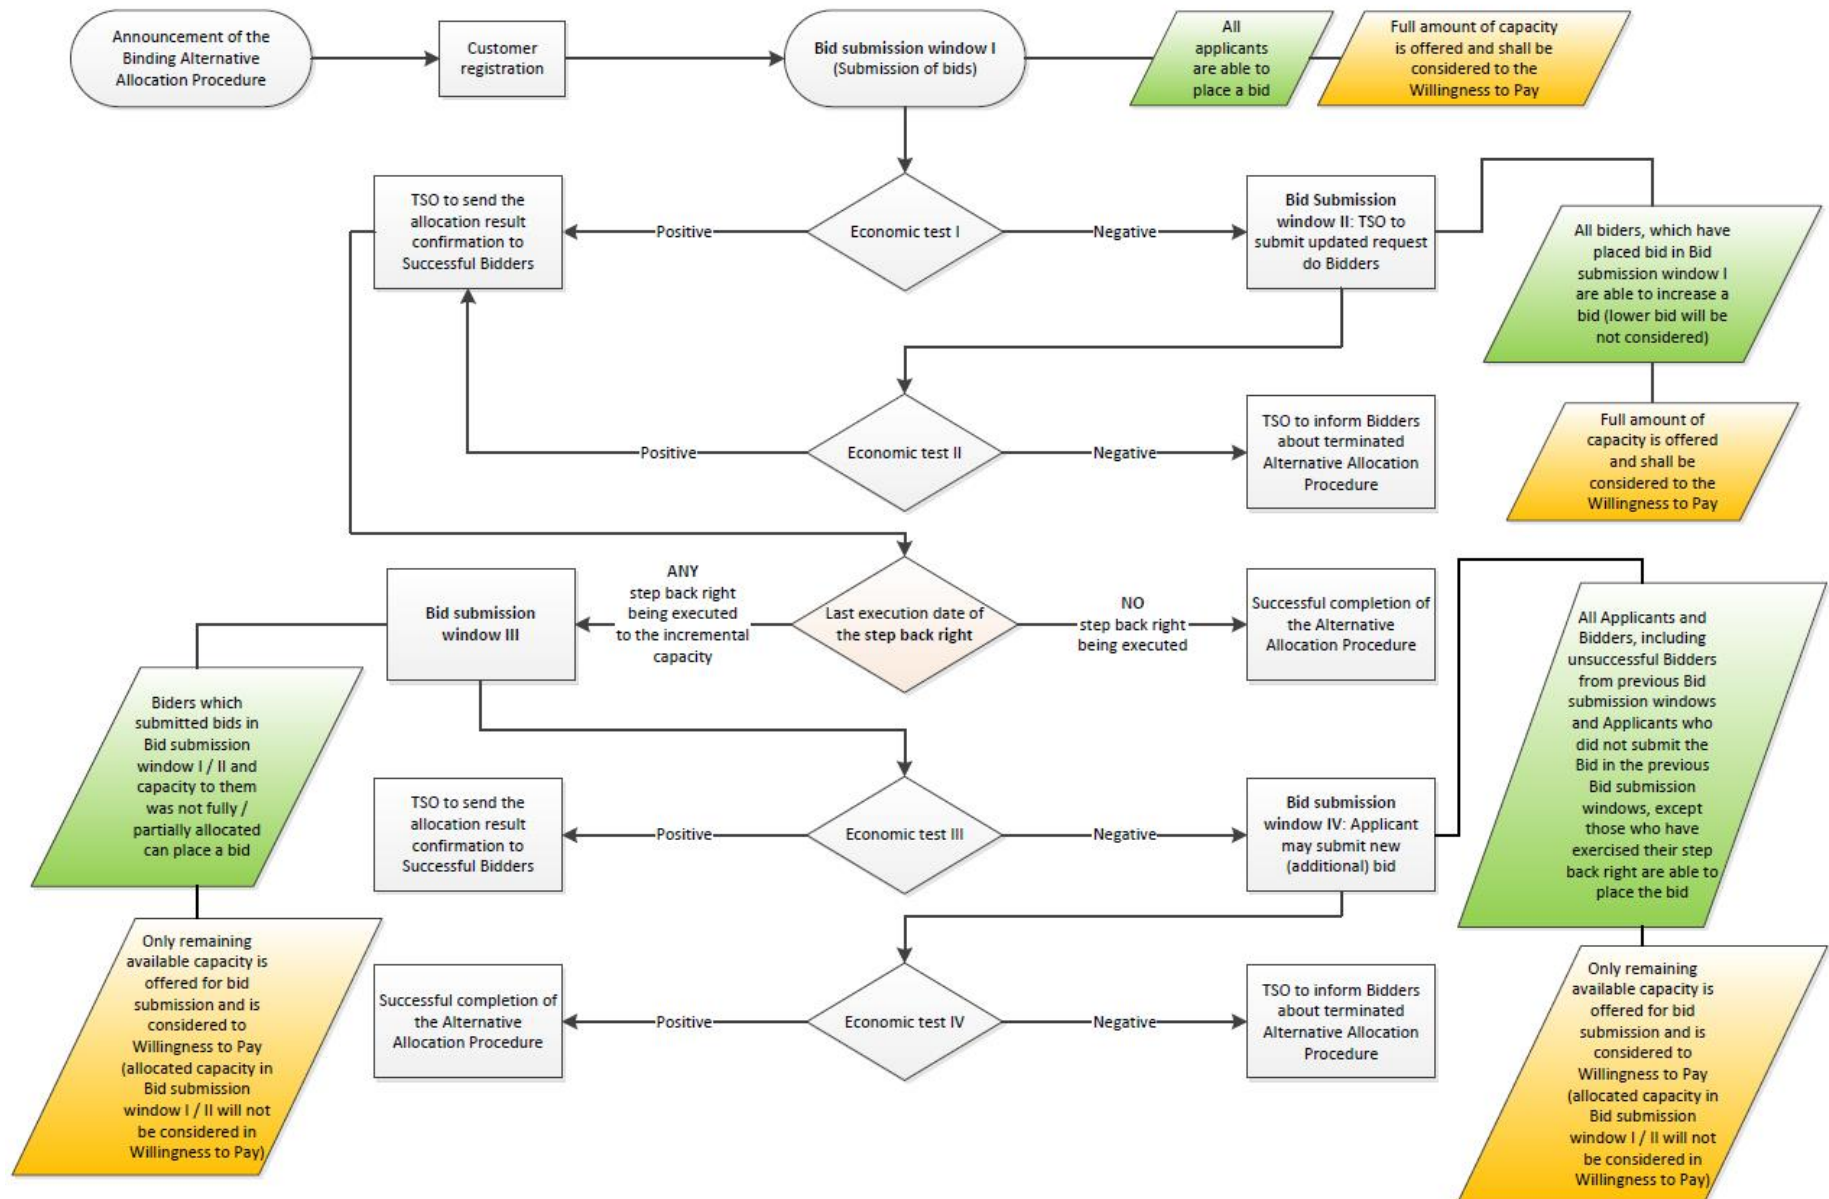 Announcement of the
Binding Alternative
Allocation Procedure
Customer
registration
Bid submission window I
(Submission of bids)
All
applicants
are able to
place a bid
Full amount of capacity
is offered and shall be
considered to the
Willingness to Pay
TSO to send the
allocation result
confirmation to
Successful Bidders
Positive
Economic test I
Negative
Bid Submission
window II: TSO to
submit updated request
do Bidders
All biders, which have
placed bid in Bid
submission window I
are able to increase a
bid (lower bid will be
not considered)
Full amount of
capacity is offered
and shall be
considered to the
Willingness to Pay
Positive
Economic test II
Negative
TSO to inform Bidders
about terminated
Alternative Allocation
Procedure
Bid submission
window III
ANY
step back right
being executed
to the incremental
capacity
Last execution date of
the step back right
NO
step back right
being executed
Successful completion of
the Alternative
Allocation Procedure
All Applicants and
Bidders, including
unsuccessful Bidders
from previous Bid
submission windows
and Applicants who
did not submit the
Bid in the previous
Bid submission
windows, except
those who have
exercised their step
back right are able to
place the bid
Biders which
submitted bids in
Bid submission
window I / II and
capacity to them
was not fully /
partially allocated
can place a bid
TSO to send the
allocation result
confirmation to
Successful Bidders
Positive
Economic test III
Negative
Bid submission
window IV: Applicant
may submit new
(additional) bid
Only remaining
available capacity is
offered for bid
submission and is
considered to
Willingness to Pay
(allocated capacity in
Bid submission
window I / II will not
be considered in
Willingness to Pay)
Successful completion of
the Alternative
Allocation Procedure
Positive
Economic test IV
Negative
TSO to inform Bidders
about terminated
Alternative Allocation
Procedure
Only remaining
available capacity is
offered for bid
submission and is
considered to
Willingness to Pay
(allocated capacity in
Bid submission
window I / II will not
be considered in
Willingness to Pay)